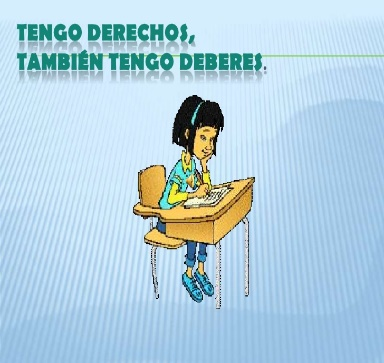 TENGO DERECHOS,
TAMBIÉN TENGO DEBERES.